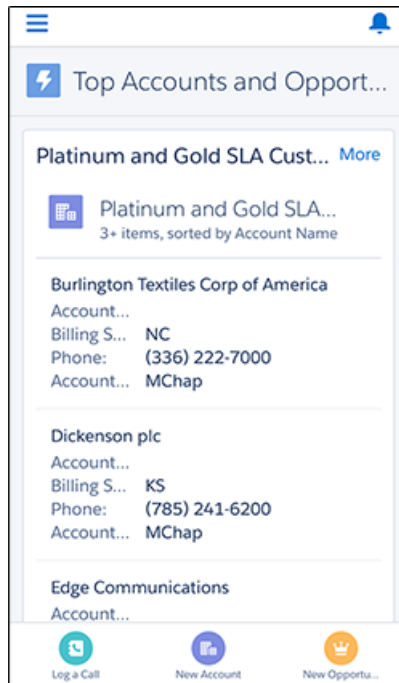 Top Accounts and Opport...
Platinum and Gold SLA Cust... More
Platinum and Gold SLA...
3+ items, sorted by Account Name
Burlington Textiles Corp of America
Account...
Billing S... NC
Phone: (336) 222-7000
Account... MChap
Dickenson plc
Account...
Billing S... KS
Phone: (785) 241-6200
Account... MChap
Edge Communications
Account...
Log a Call New Account New Opportu...